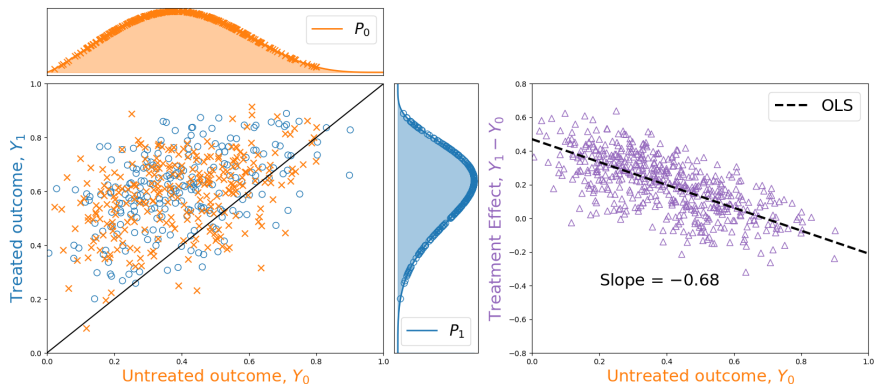 P₀
1.0
0.8
0.6
0.4
0.2
0.0
Treated outcome, Y₁
0.0 0.2 0.4 0.6 0.8 1.0
Untreated outcome, Y₀
P₁
OLS
0.8
0.6
0.4
0.2
0.0
−0.2
−0.4
−0.6
−0.8
Treatment Effect, Y₁ − Y₀
Slope = −0.68
0.0 0.2 0.4 0.6 0.8 1.0
Untreated outcome, Y₀